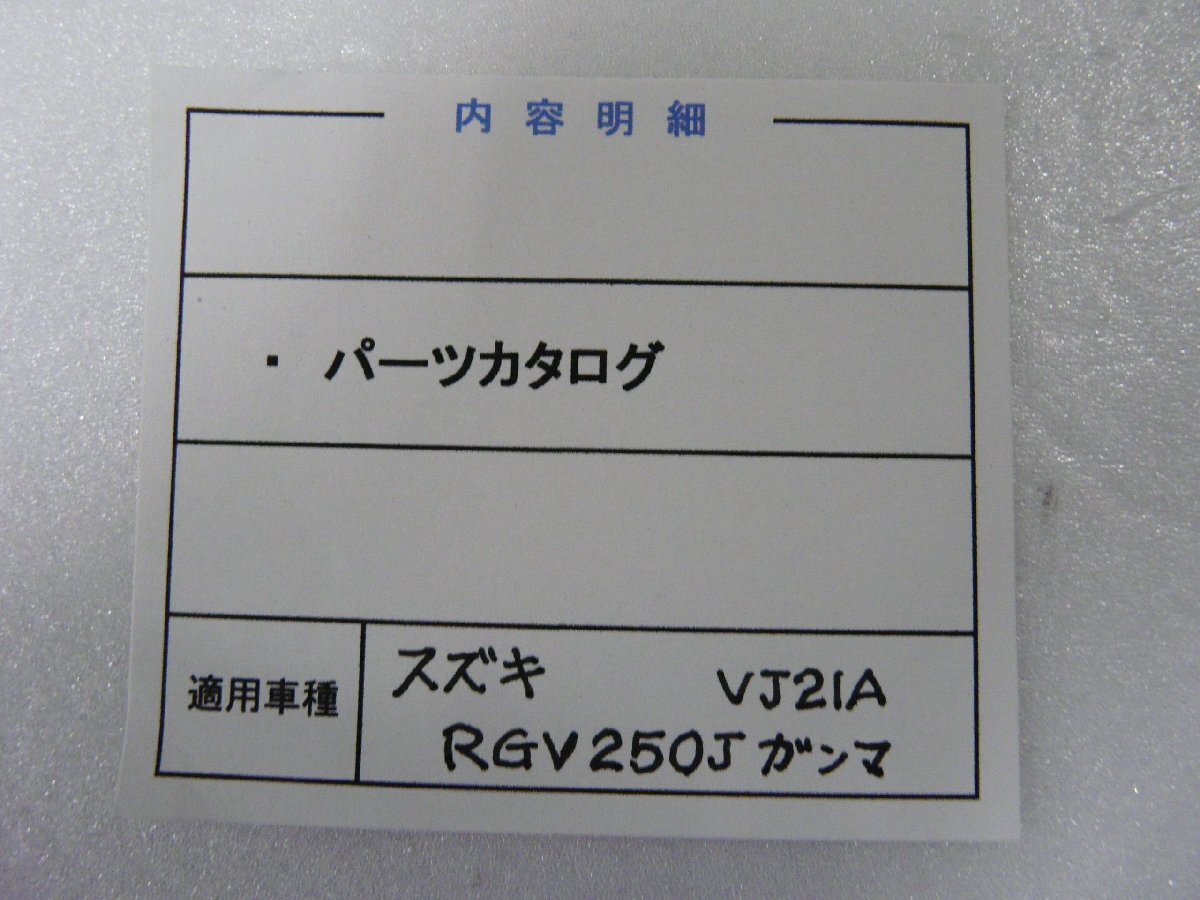 内容明細
・パーツカタログ
適用車種
スズキ VJ21A
RGV250Jガンマ